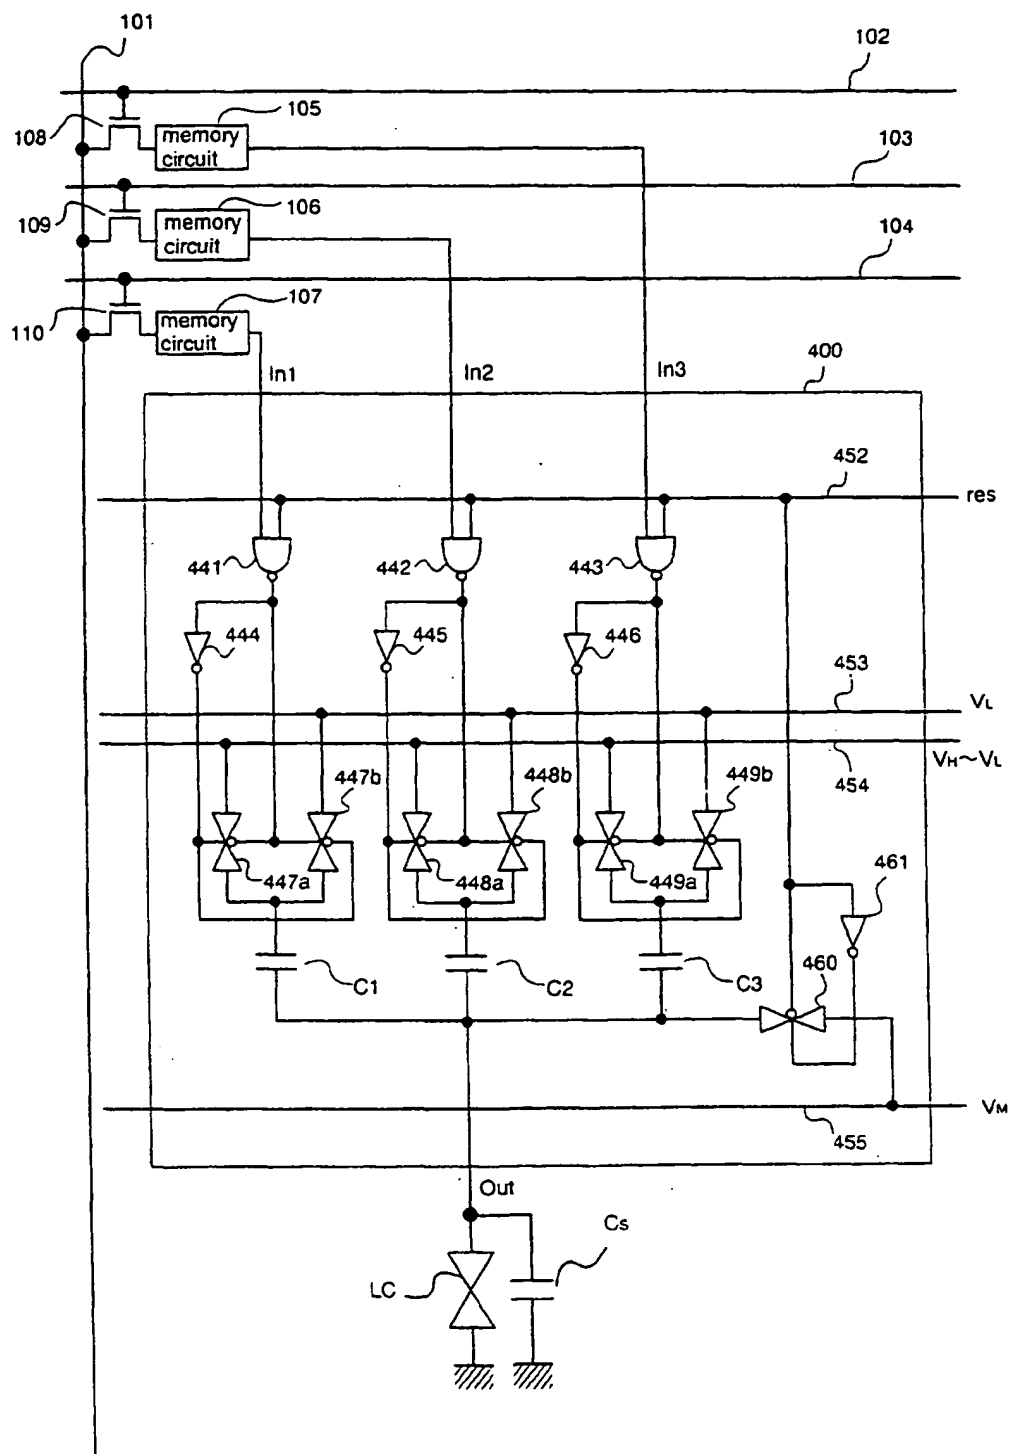 101
102
105
108
memory
circuit
103
106
109
memory
circuit
104
107
110
memory
circuit
In1
In2
In3
400
452
res
441
442
443
444
445
446
453
VL
VH~VL
454
447b
448b
449b
447a
448a
449a
461
460
C1
C2
C3
VM
455
Out
Cs
LC